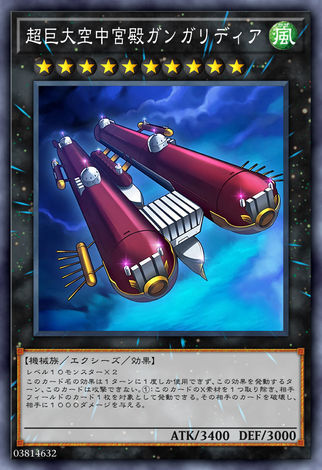 超巨大空中宮殿ガンガリディア
風
【機械族／エクシーズ／効果】
レベル10モンスター×2
このカード名の効果は1ターンに1度しか使用できず、この効果を発動するターン、このカードは攻撃できない。①：このカードのX素材を1つ取り除き、相手フィールドのカード1枚を対象として発動できる。その相手のカードを破壊し、相手に1000ダメージを与える。
ATK/3400 DEF/3000
03814632